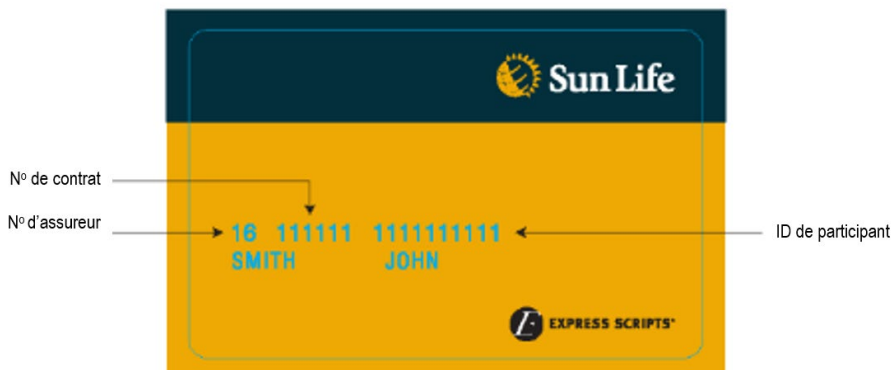 Sun Life
Nº de contrat
Nº d'assureur
16 111111 1111111111
ID de participant
SMITH JOHN
EXPRESS SCRIPTS®